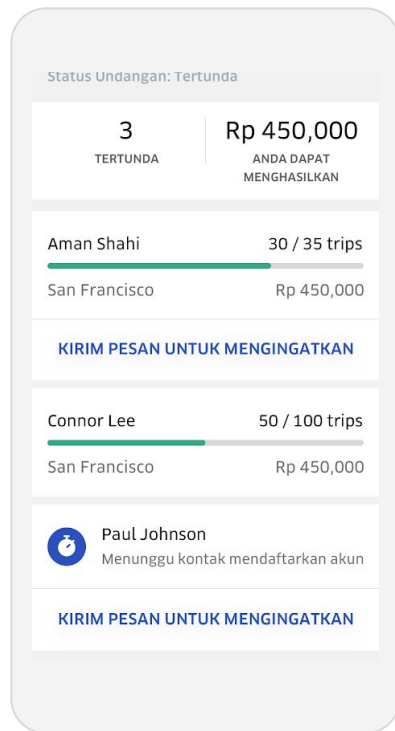 Status Undangan: Tertunda
3
TERTUNDA
Rp 450,000
ANDA DAPAT
MENGHASILKAN
Aman Shahi
30 / 35 trips
San Francisco
Rp 450,000
KIRIM PESAN UNTUK MENGINGATKAN
Connor Lee
50 / 100 trips
San Francisco
Rp 450,000
Paul Johnson
Menunggu kontak mendaftarkan akun
KIRIM PESAN UNTUK MENGINGATKAN